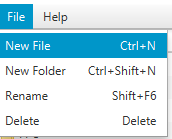 File Help
New File Ctrl+N
New Folder Ctrl+Shift+N
Rename Shift+F6
Delete Delete